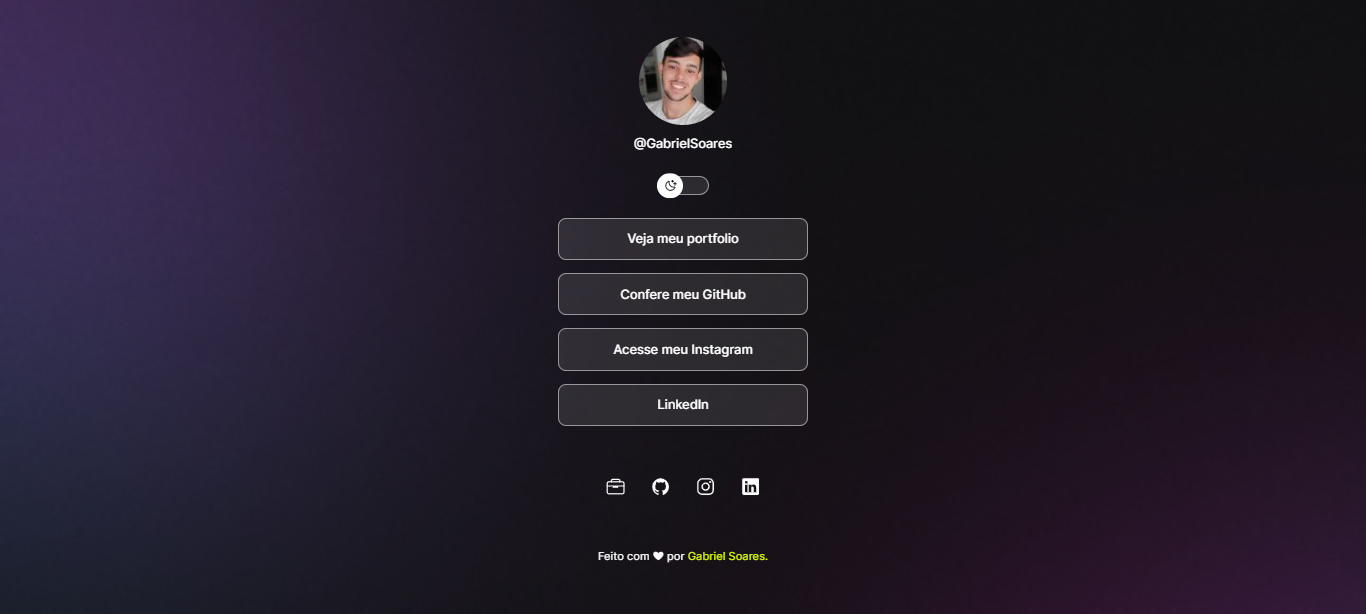 @GabrielSoares
Veja meu portfolio
Confere meu GitHub
Acesse meu Instagram
LinkedIn
Feito com ♥ por Gabriel Soares.